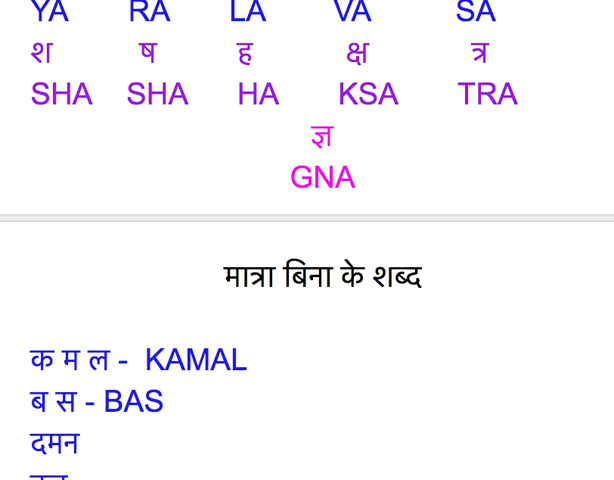 YA RA LA VA SA
श ष ह क्ष त्र
SHA SHA HA KSA TRA
ज्ञ
GNA
मात्रा बिना के शब्द
क म ल - KAMAL
ब स - BAS
दमन